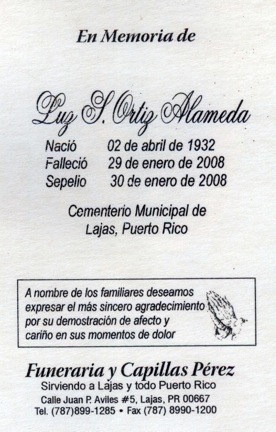 En Memoria de
Luz S. Ortiz Alameda
Nació 02 de abril de 1932
Falleció 29 de enero de 2008
Sepelio 30 de enero de 2008
Cementerio Municipal de
Lajas, Puerto Rico
A nombre de los familiares deseamos
expresar el más sincero agradecimiento
por su demostración de afecto y
cariño en sus momentos de dolor
Funeraria y Capillas Pérez
Sirviendo a Lajas y todo Puerto Rico
Calle Juan P. Aviles #5, Lajas, PR 00667
Tel. (787)899-1285 • Fax (787) 8990-1200